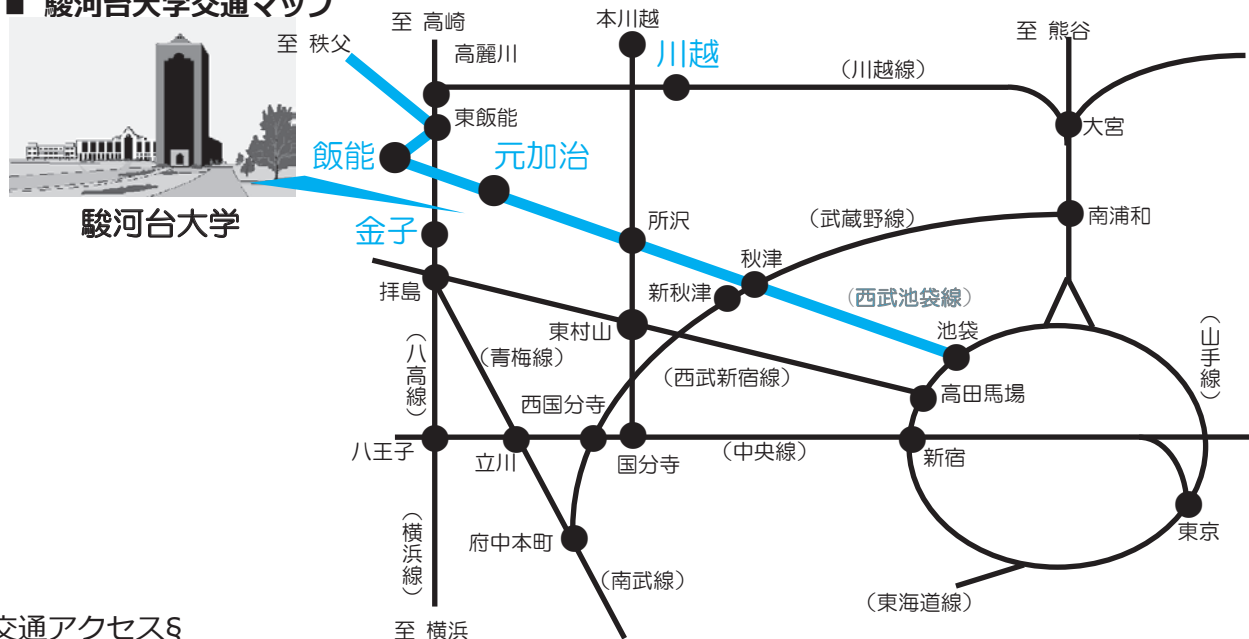 ■ 駿河台大学交通マップ
至 高崎
本川越
至 熊谷
至 秩父
高麗川
川越
（川越線）
東飯能
大宮
飯能
元加治
駿河台大学
金子
所沢
（武蔵野線）
南浦和
秋津
拝島
新秋津
（西武池袋線）
東村山
池袋
（山手線）
（八高線）
（青梅線）
（西武新宿線）
高田馬場
西国分寺
八王子
立川
国分寺
（中央線）
新宿
（横浜線）
府中本町
東京
（南武線）
（東海道線）
交通アクセス§
至 横浜